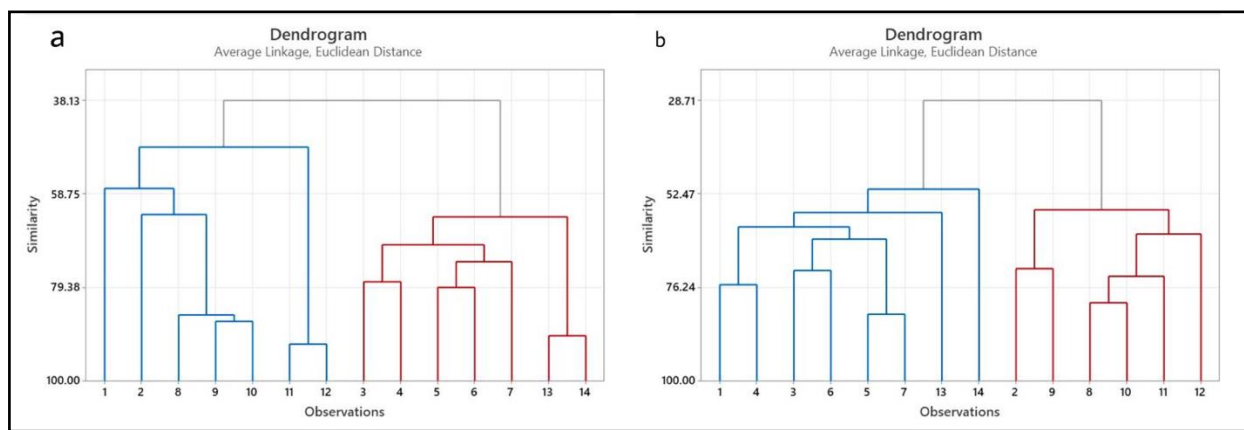 a
Dendrogram
Average Linkage, Euclidean Distance
38.13
58.75
79.38
100.00
Similarity
1 2 8 9 10 11 12 3 4 5 6 7 13 14
Observations
b
Dendrogram
Average Linkage, Euclidean Distance
28.71
52.47
76.24
100.00
Similarity
1 4 3 6 5 7 13 14 2 9 8 10 11 12
Observations